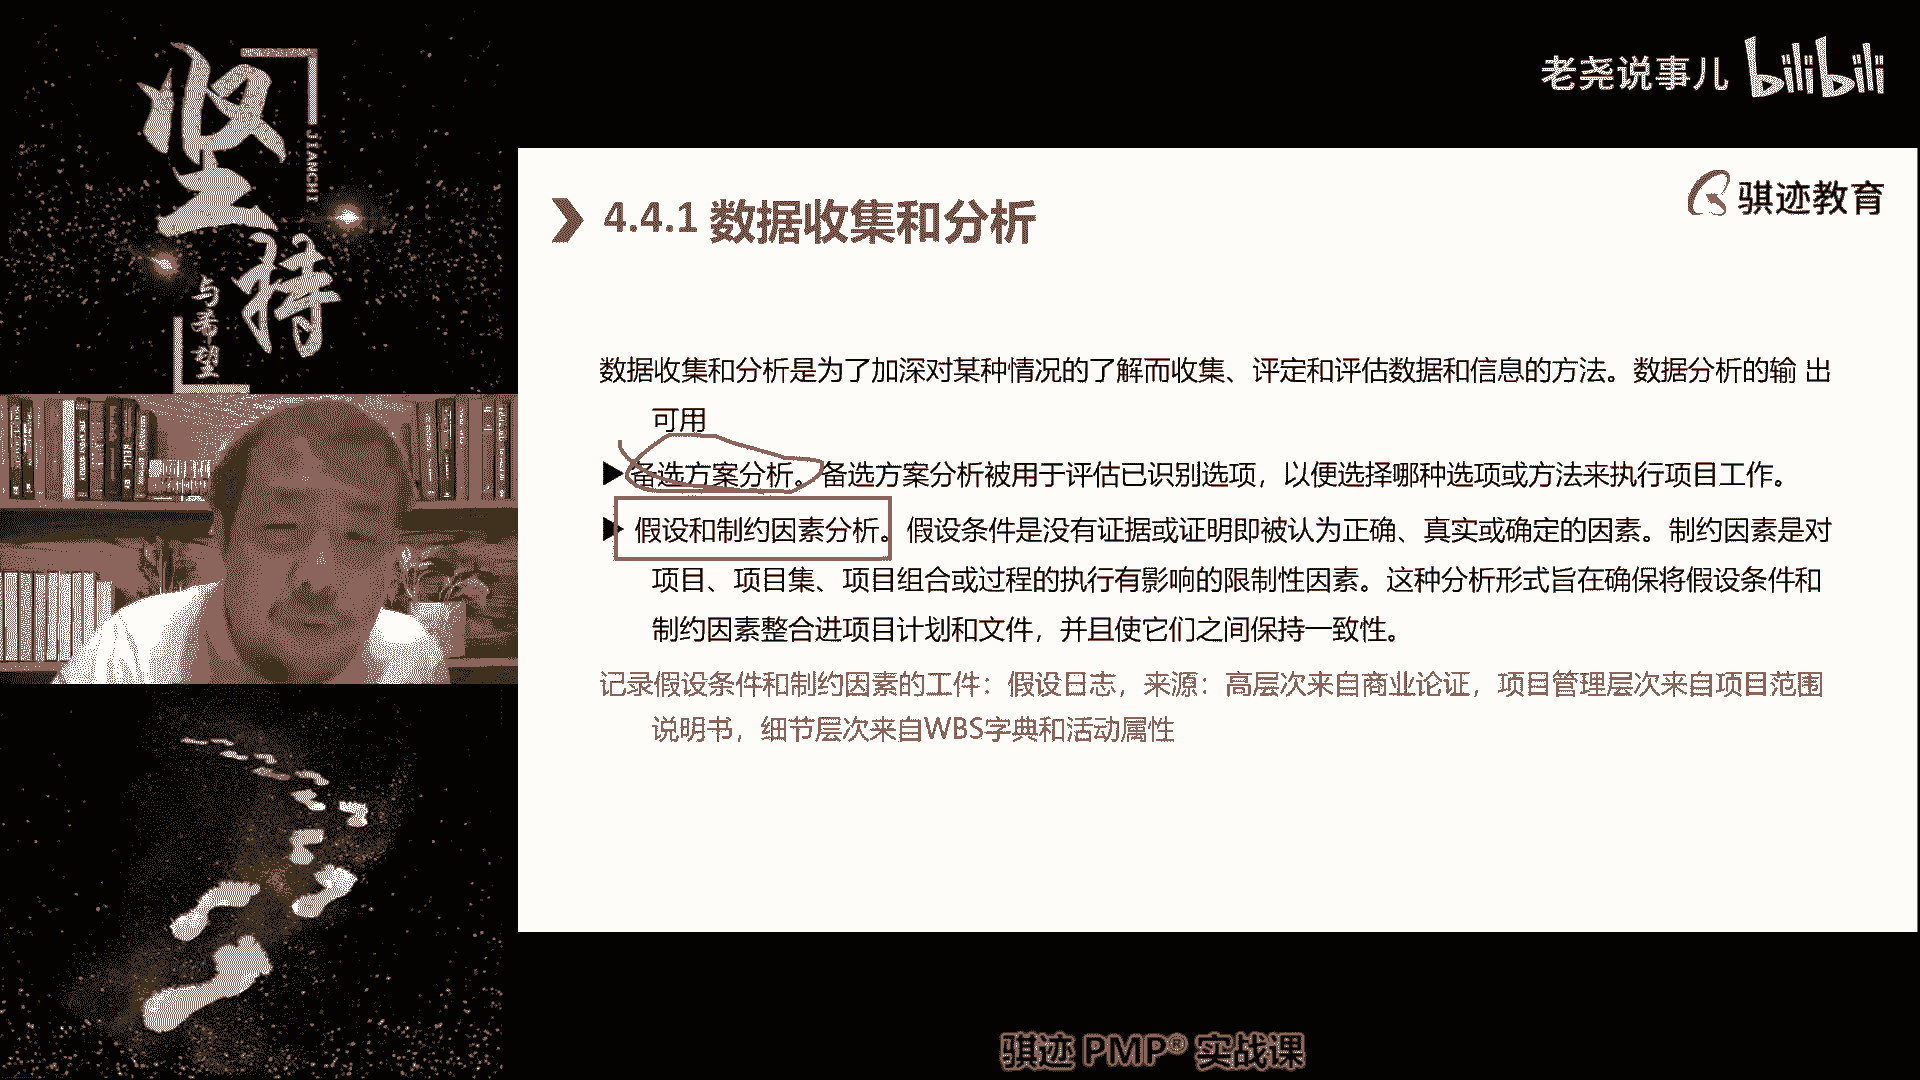 坚持
JIANCHI
与希望
老尧说事儿 bilibili
骐迹教育
4.4.1 数据收集和分析
数据收集和分析是为了加深对某种情况的了解而收集、评定和评估数据和信息的方法。数据分析的输 出
可用
备选方案分析。备选方案分析被用于评估已识别选项，以便选择哪种选项或方法来执行项目工作。
假设和制约因素分析。假设条件是没有证据或证明即被认为正确、真实或确定的因素。制约因素是对
项目、项目集、项目组合或过程的执行有影响的限制性因素。这种分析形式旨在确保将假设条件和
制约因素整合进项目计划和文件，并且使它们之间保持一致性。
记录假设条件和制约因素的工件：假设日志，来源：高层次来自商业论证，项目管理层次来自项目范围
说明书，细节层次来自WBS字典和活动属性
骐迹 PMP® 实战课